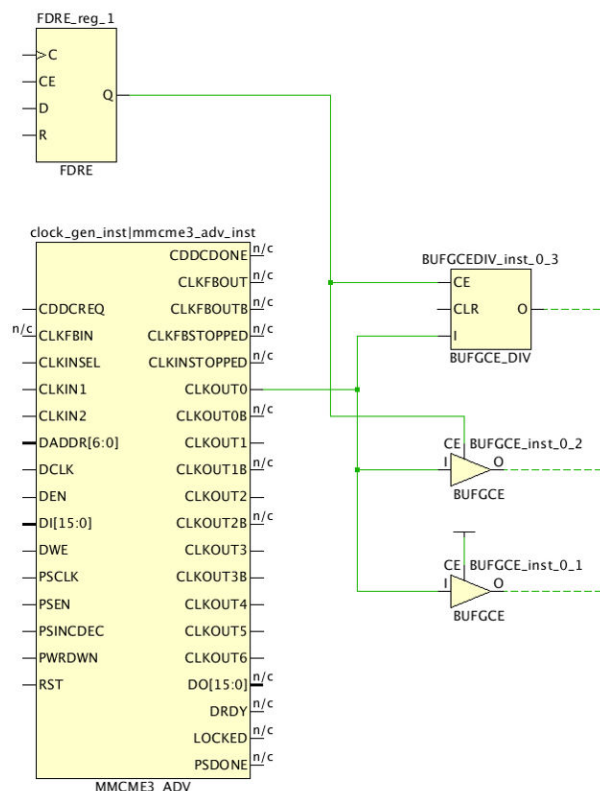 FDRE_reg_1
C
CE
D
R
Q
FDRE
clock_gen_inst|mmcme3_adv_inst
CDDCDONE n/c
CLKFBOUT n/c
CDDCREQ CLKFBOUTB n/c
n/c CLKFBIN CLKFBSTOPPED n/c
CLKINSEL CLKINSTOPPED n/c
CLKIN1 CLKOUT0
CLKIN2 CLKOUT0B n/c
DADDR[6:0] CLKOUT1
DCLK CLKOUT1B n/c
DEN CLKOUT2
DI[15:0] CLKOUT2B n/c
DWE CLKOUT3
PSCLK CLKOUT3B
PSEN CLKOUT4
PSINCDEC CLKOUT5
PWRDWN CLKOUT6
RST DO[15:0] n/c
DRDY n/c
LOCKED n/c
PSDONE n/c
MMCME3_ADV
BUFGCEDIV_inst_0_3
CE
CLR O
I
BUFGCE_DIV
CE BUFGCE_inst_0_2
I O
BUFGCE
CE BUFGCE_inst_0_1
I O
BUFGCE